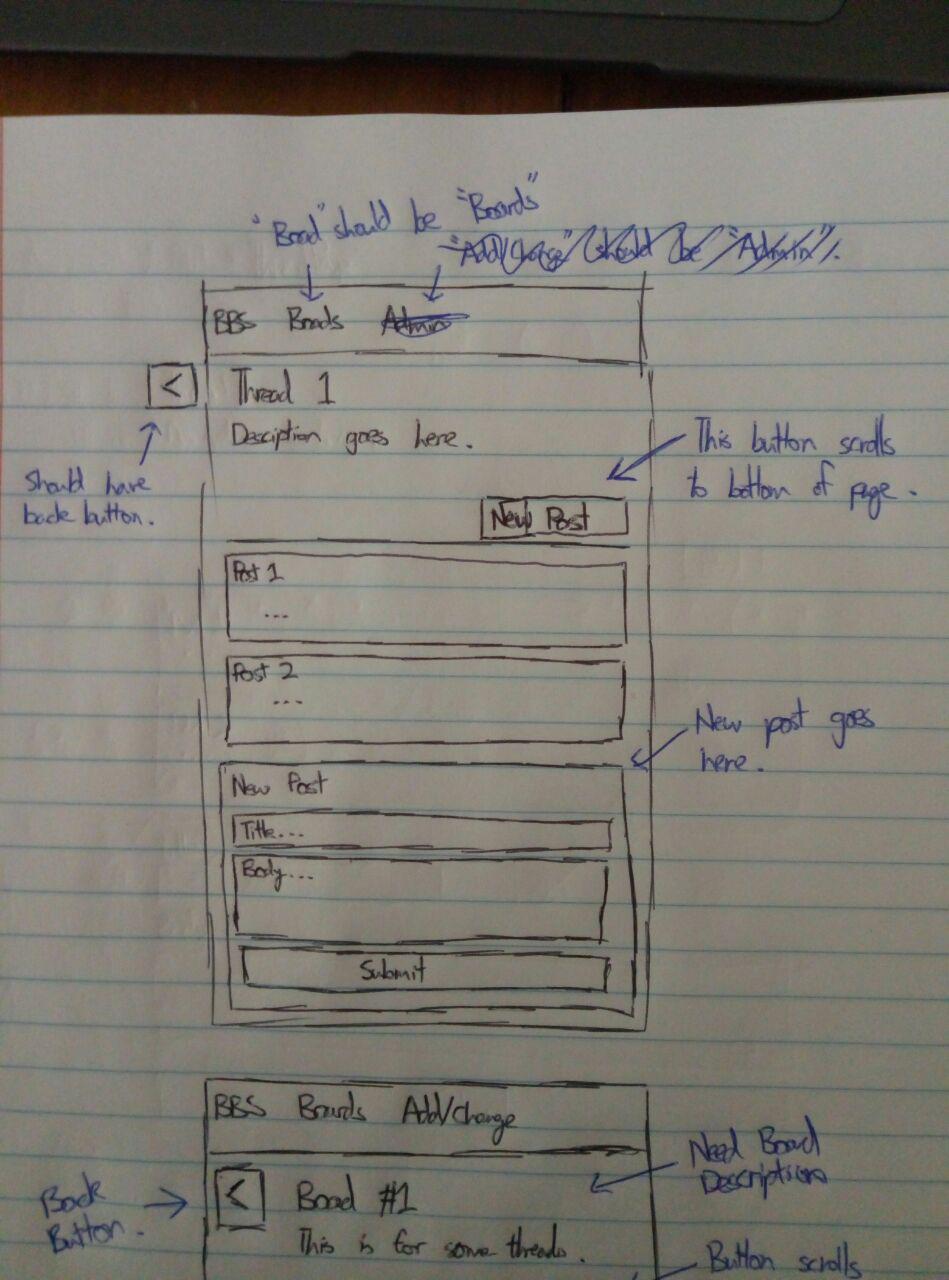 "Board" should be "Boards"
"Add/Change" should be "Admin".
BBS Boards Admin
<
Thread 1
Desciption goes here.
Should have
back button.
This button scrolls
to bottom of page.
New Post
Post 1
...
Post 2
...
New post goes
here.
New Post
Title...
Body...
Submit
BBS Boards Add/Change
Need Board
Description
Back
Button.
<
Board #1
This is for some threads.
Button scrolls